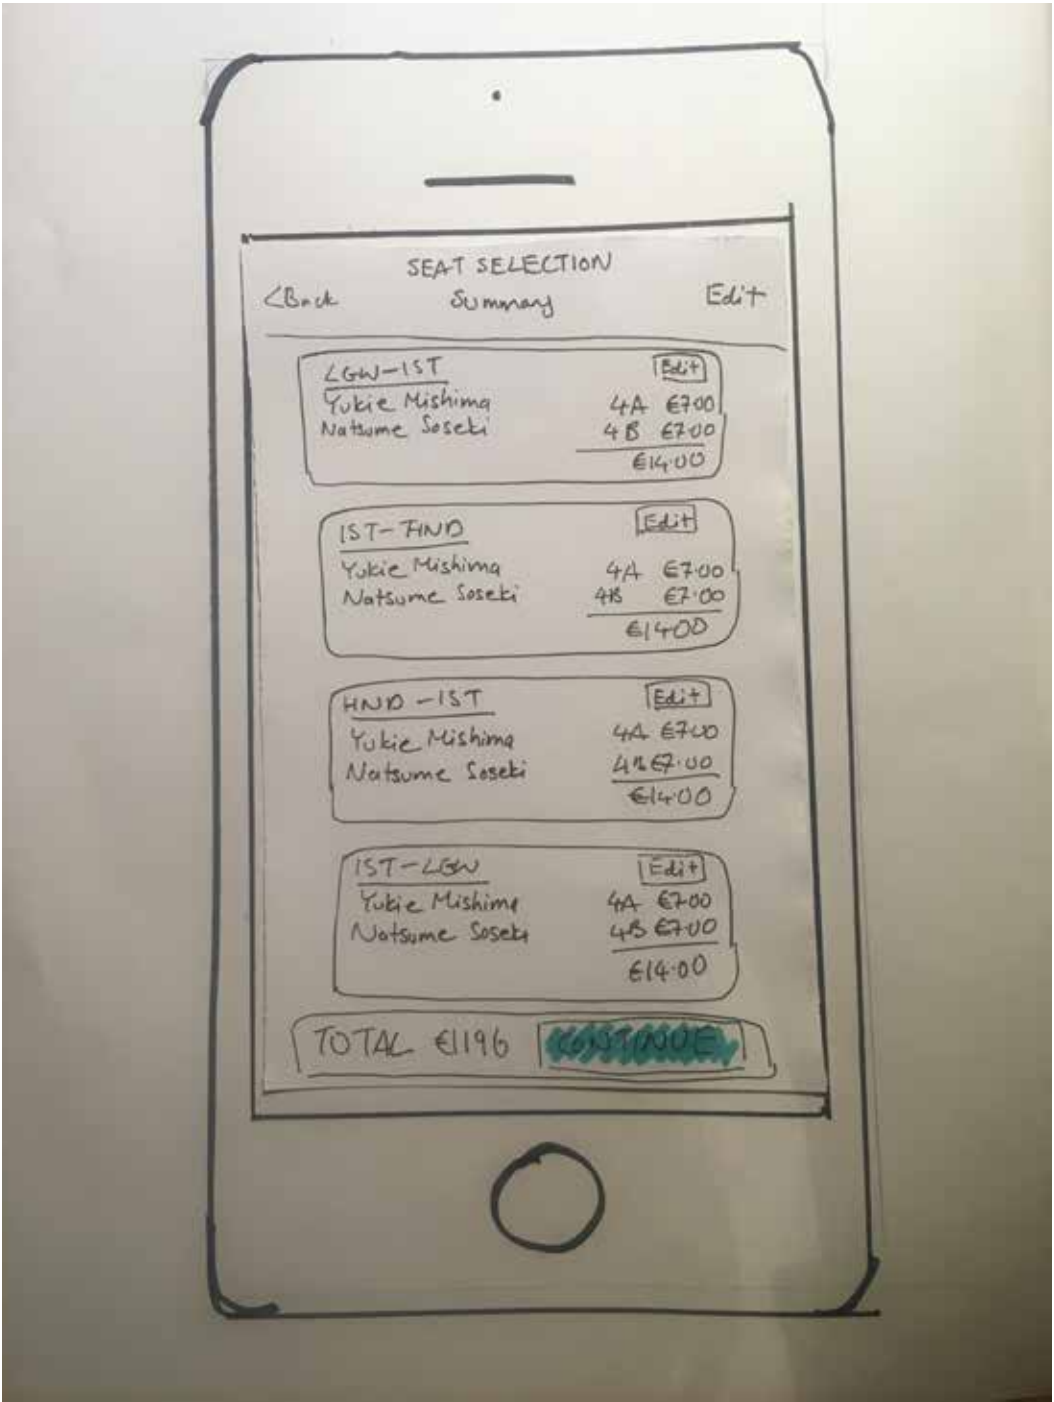 SEAT SELECTION
<Back Summary Edit
LGW-IST Edit
Yukie Mishima 4A €7.00
Natsume Soseki 4B €7.00
€14.00
IST-HND Edit
Yukie Mishima 4A €7.00
Natsume Soseki 4B €7.00
€14.00
HND-IST Edit
Yukie Mishima 4A €7.00
Natsume Soseki 4B €7.00
€14.00
IST-LGW Edit
Yukie Mishima 4A €7.00
Natsume Soseki 4B €7.00
€14.00
TOTAL €1196 CONTINUE